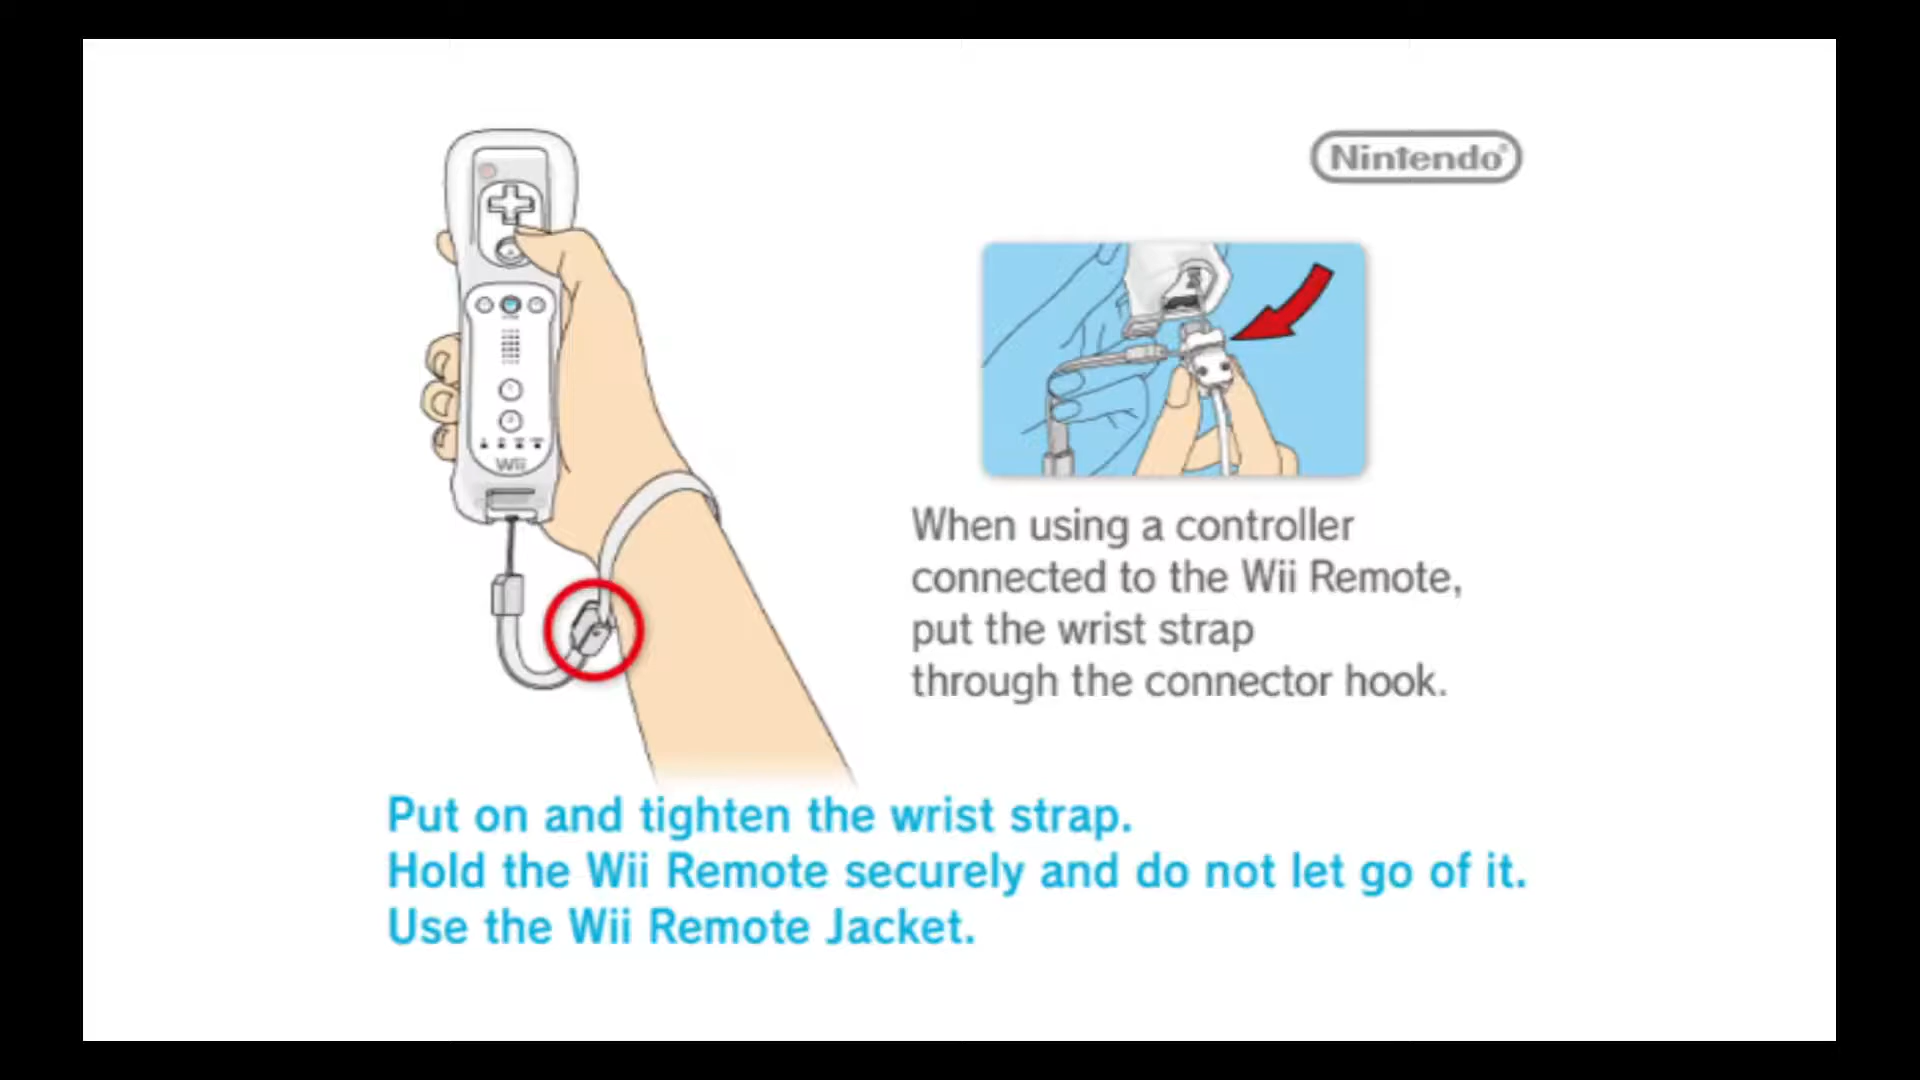 Nintendo®
Wii
When using a controller
connected to the Wii Remote,
put the wrist strap
through the connector hook.
Put on and tighten the wrist strap.
Hold the Wii Remote securely and do not let go of it.
Use the Wii Remote Jacket.